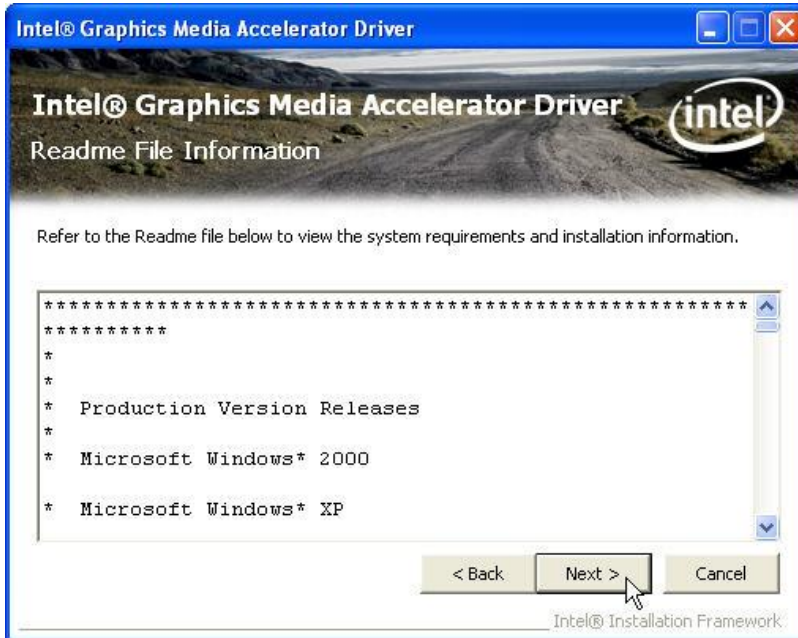 Intel® Graphics Media Accelerator Driver
Intel® Graphics Media Accelerator Driver
intel
Readme File Information
Refer to the Readme file below to view the system requirements and installation information.
********************************************************
**********
*
*
* Production Version Releases
*
* Microsoft Windows* 2000
* Microsoft Windows* XP
< Back
Next >
Cancel
Intel® Installation Framework